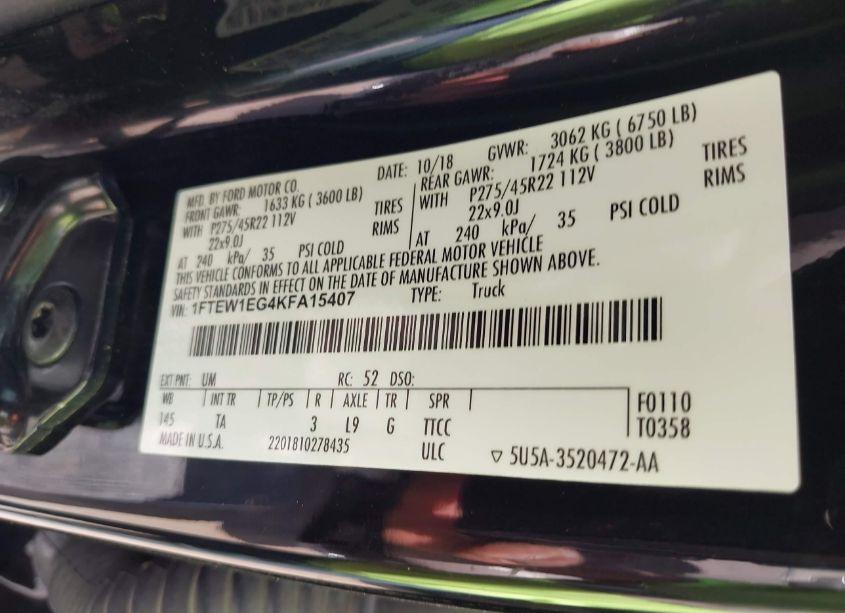 MFD. BY FORD MOTOR CO. DATE: 10/18 GVWR: 3062 KG ( 6750 LB)
FRONT GAWR: 1633 KG ( 3600 LB) REAR GAWR: 1724 KG ( 3800 LB)
WITH P275/45R22 112V TIRES WITH P275/45R22 112V TIRES
22x9.0J RIMS 22x9.0J RIMS
AT 240 kPa/ 35 PSI COLD AT 240 kPa/ 35 PSI COLD
THIS VEHICLE CONFORMS TO ALL APPLICABLE FEDERAL MOTOR VEHICLE
SAFETY STANDARDS IN EFFECT ON THE DATE OF MANUFACTURE SHOWN ABOVE.
VIN: 1FTEW1EG4KFA15407 TYPE: Truck
EXT PNT: UM RC: 52 DSO:
WB INT TR TP/PS R AXLE TR SPR F0110
145 TA 3 L9 G TTCC T0358
MADE IN U.S.A. 2201810278435 ULC ▽ 5U5A-3520472-AA